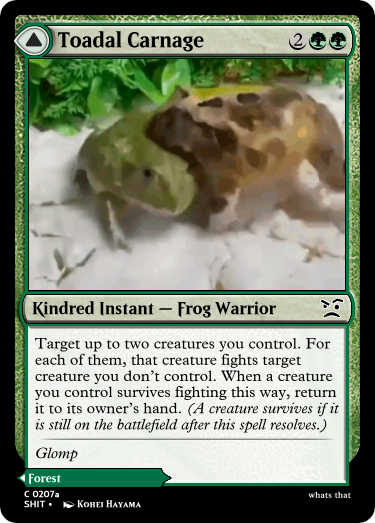 Toadal Carnage 2
Kindred Instant — Frog Warrior
Target up to two creatures you control. For
each of them, that creature fights target
creature you don't control. When a creature
you control survives fighting this way, return
it to its owner's hand. (A creature survives if it
is still on the battlefield after this spell resolves.)
Glomp
Forest
C 0207a
SHIT • Kohei Hayama
whats that